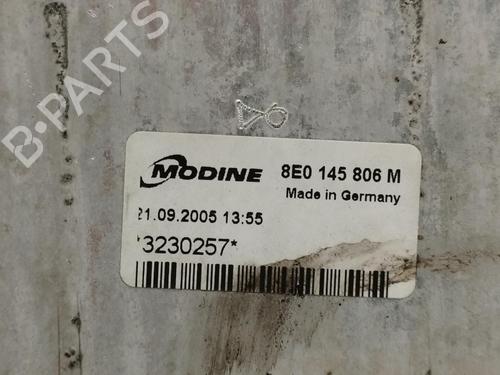 B-PARTS
MODINE
8E0 145 806 M
Made in Germany
21.09.2005 13:55
*3230257*